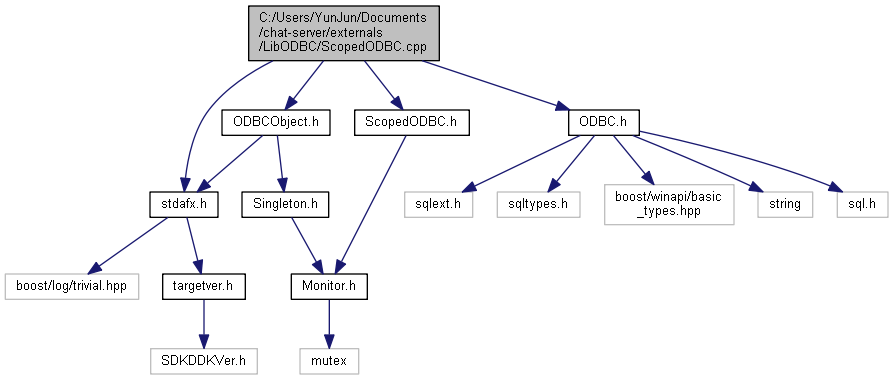 C:/Users/YunJun/Documents
/chat-server/externals
/LibODBC/ScopedODBC.cpp
ODBCObject.h
ScopedODBC.h
ODBC.h
stdafx.h
Singleton.h
sqlext.h
sqltypes.h
boost/winapi/basic
_types.hpp
string
sql.h
boost/log/trivial.hpp
targetver.h
Monitor.h
SDKDDKVer.h
mutex